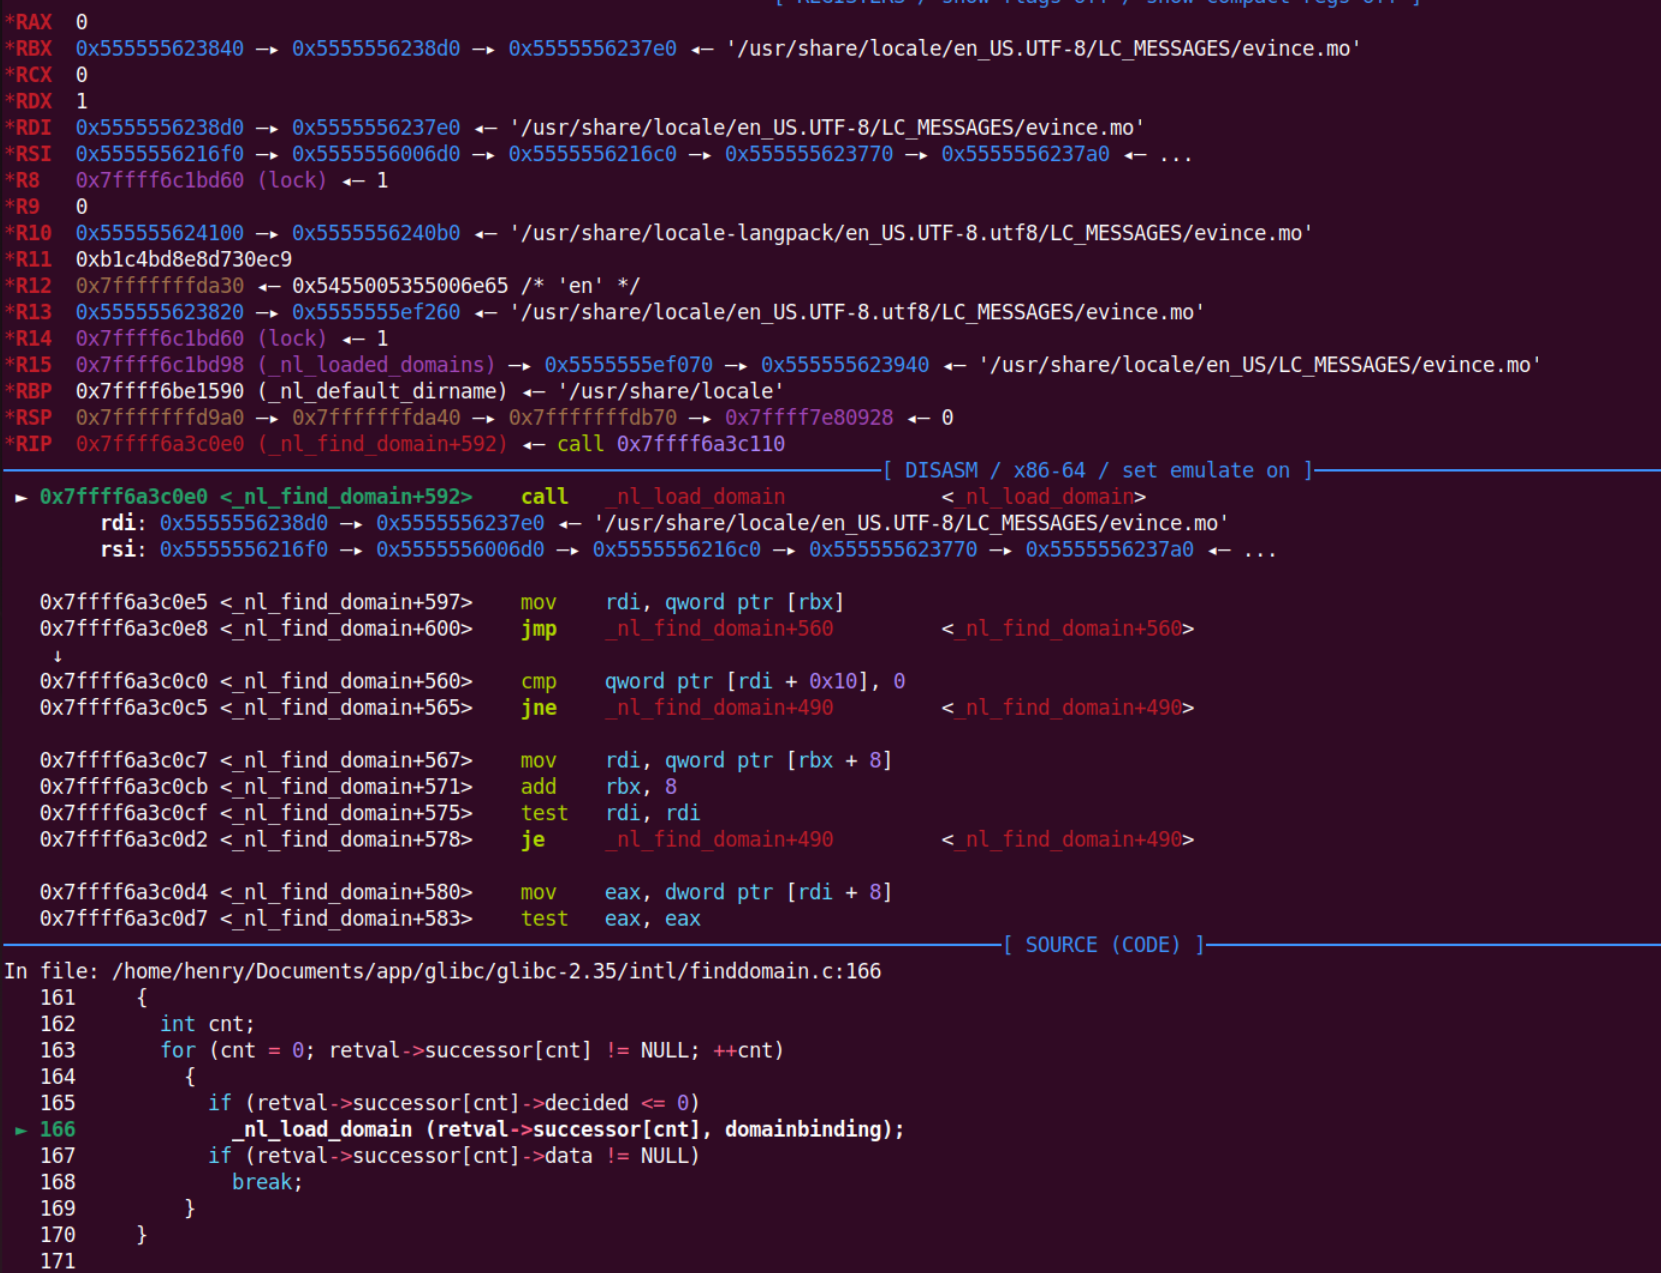 [ REGISTERS / show-flags off / show-compact-regs off ]
*RAX  0
*RBX  0x555555623840 —▸ 0x5555556238d0 —▸ 0x5555556237e0 ◂— '/usr/share/locale/en_US.UTF-8/LC_MESSAGES/evince.mo'
*RCX  0
*RDX  1
*RDI  0x5555556238d0 —▸ 0x5555556237e0 ◂— '/usr/share/locale/en_US.UTF-8/LC_MESSAGES/evince.mo'
*RSI  0x5555556216f0 —▸ 0x5555556006d0 —▸ 0x5555556216c0 —▸ 0x555555623770 —▸ 0x5555556237a0 ◂— ...
*R8   0x7ffff6c1bd60 (lock) ◂— 1
*R9   0
*R10  0x555555624100 —▸ 0x5555556240b0 ◂— '/usr/share/locale-langpack/en_US.UTF-8.utf8/LC_MESSAGES/evince.mo'
*R11  0xb1c4bd8e8d730ec9
*R12  0x7fffffffda30 ◂— 0x5455005355006e65 /* 'en' */
*R13  0x555555623820 —▸ 0x5555555ef260 ◂— '/usr/share/locale/en_US.UTF-8.utf8/LC_MESSAGES/evince.mo'
*R14  0x7ffff6c1bd60 (lock) ◂— 1
*R15  0x7ffff6c1bd98 (_nl_loaded_domains) —▸ 0x5555555ef070 —▸ 0x555555623940 ◂— '/usr/share/locale/en_US/LC_MESSAGES/evince.mo'
*RBP  0x7ffff6be1590 (_nl_default_dirname) ◂— '/usr/share/locale'
*RSP  0x7fffffffd9a0 —▸ 0x7fffffffda40 —▸ 0x7fffffffdb70 —▸ 0x7ffff7e80928 ◂— 0
*RIP  0x7ffff6a3c0e0 (_nl_find_domain+592) ◂— call 0x7ffff6a3c110
[ DISASM / x86-64 / set emulate on ]
► 0x7ffff6a3c0e0 <_nl_find_domain+592>    call   _nl_load_domain             <_nl_load_domain>
rdi: 0x5555556238d0 —▸ 0x5555556237e0 ◂— '/usr/share/locale/en_US.UTF-8/LC_MESSAGES/evince.mo'
rsi: 0x5555556216f0 —▸ 0x5555556006d0 —▸ 0x5555556216c0 —▸ 0x555555623770 —▸ 0x5555556237a0 ◂— ...
0x7ffff6a3c0e5 <_nl_find_domain+597>    mov    rdi, qword ptr [rbx]
0x7ffff6a3c0e8 <_nl_find_domain+600>    jmp    _nl_find_domain+560         <_nl_find_domain+560>
↓
0x7ffff6a3c0c0 <_nl_find_domain+560>    cmp    qword ptr [rdi + 0x10], 0
0x7ffff6a3c0c5 <_nl_find_domain+565>    jne    _nl_find_domain+490         <_nl_find_domain+490>
0x7ffff6a3c0c7 <_nl_find_domain+567>    mov    rdi, qword ptr [rbx + 8]
0x7ffff6a3c0cb <_nl_find_domain+571>    add    rbx, 8
0x7ffff6a3c0cf <_nl_find_domain+575>    test   rdi, rdi
0x7ffff6a3c0d2 <_nl_find_domain+578>    je     _nl_find_domain+490         <_nl_find_domain+490>
0x7ffff6a3c0d4 <_nl_find_domain+580>    mov    eax, dword ptr [rdi + 8]
0x7ffff6a3c0d7 <_nl_find_domain+583>    test   eax, eax
[ SOURCE (CODE) ]
In file: /home/henry/Documents/app/glibc/glibc-2.35/intl/finddomain.c:166
161     {
162       int cnt;
163       for (cnt = 0; retval->successor[cnt] != NULL; ++cnt)
164         {
165           if (retval->successor[cnt]->decided <= 0)
► 166             _nl_load_domain (retval->successor[cnt], domainbinding);
167           if (retval->successor[cnt]->data != NULL)
168             break;
169         }
170     }
171